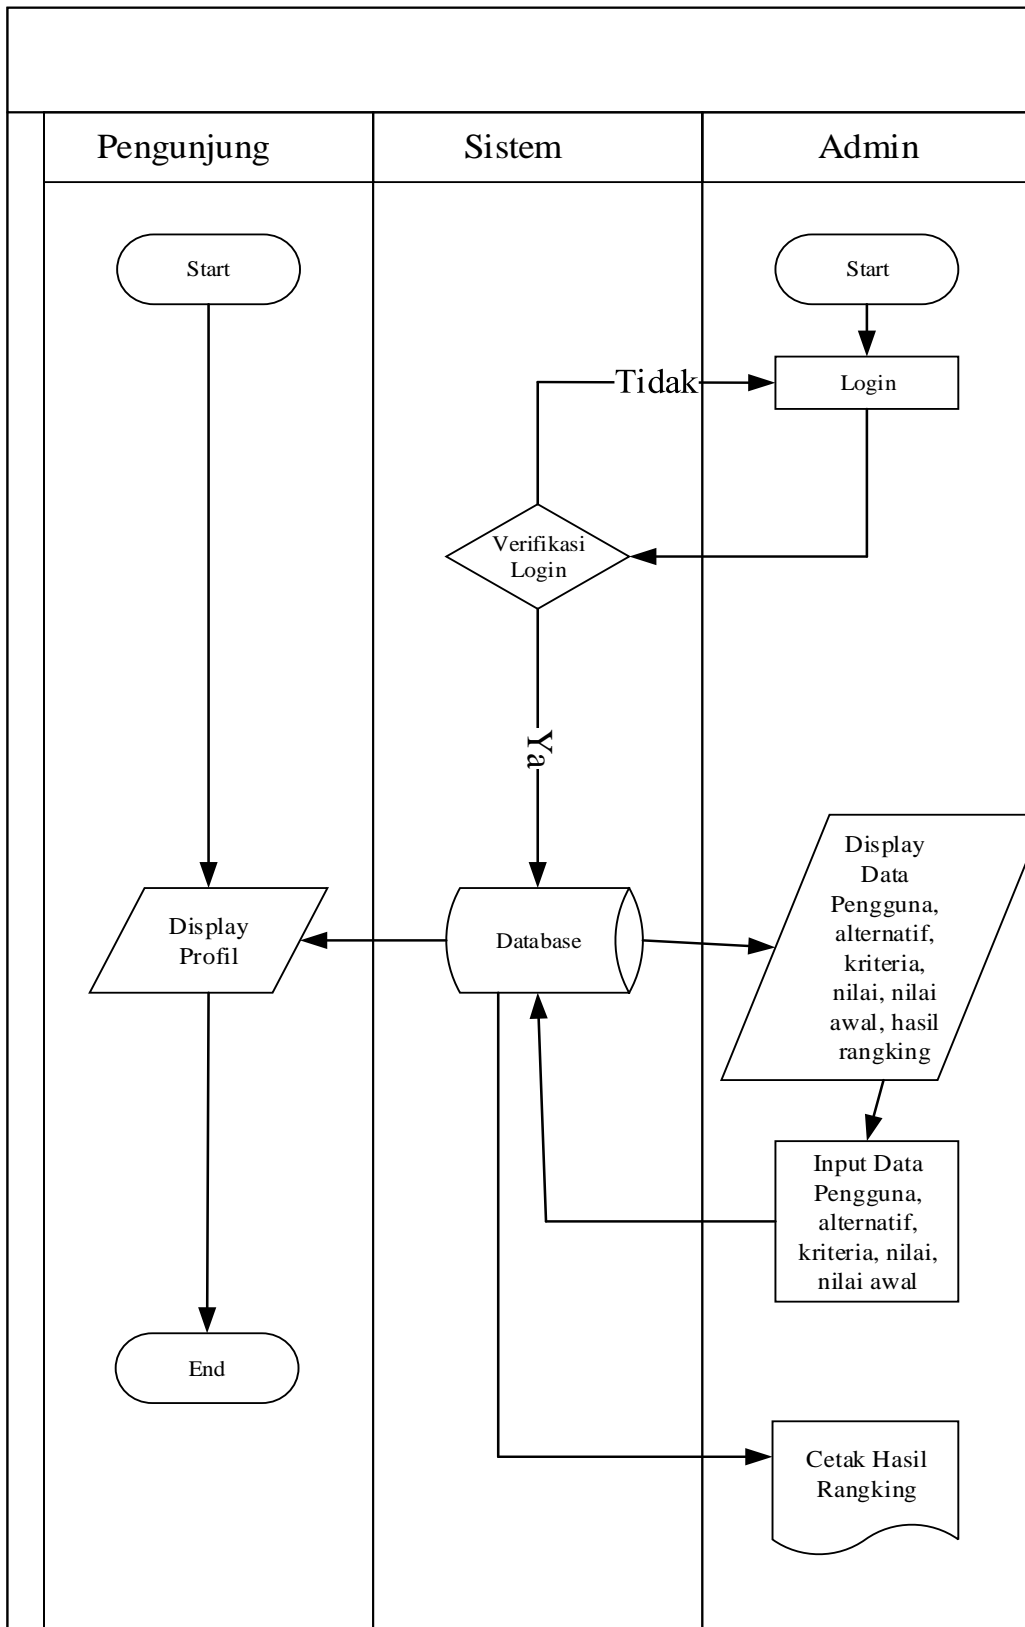 Pengunjung
Sistem
Admin
Start
Start
Login
Tidak
Verifikasi
Login
Ya
Display
Data
Pengguna,
alternatif,
kriteria,
nilai, nilai
awal, hasil
rangking
Display
Profil
Database
Input Data
Pengguna,
alternatif,
kriteria, nilai,
nilai awal
End
Cetak Hasil
Rangking